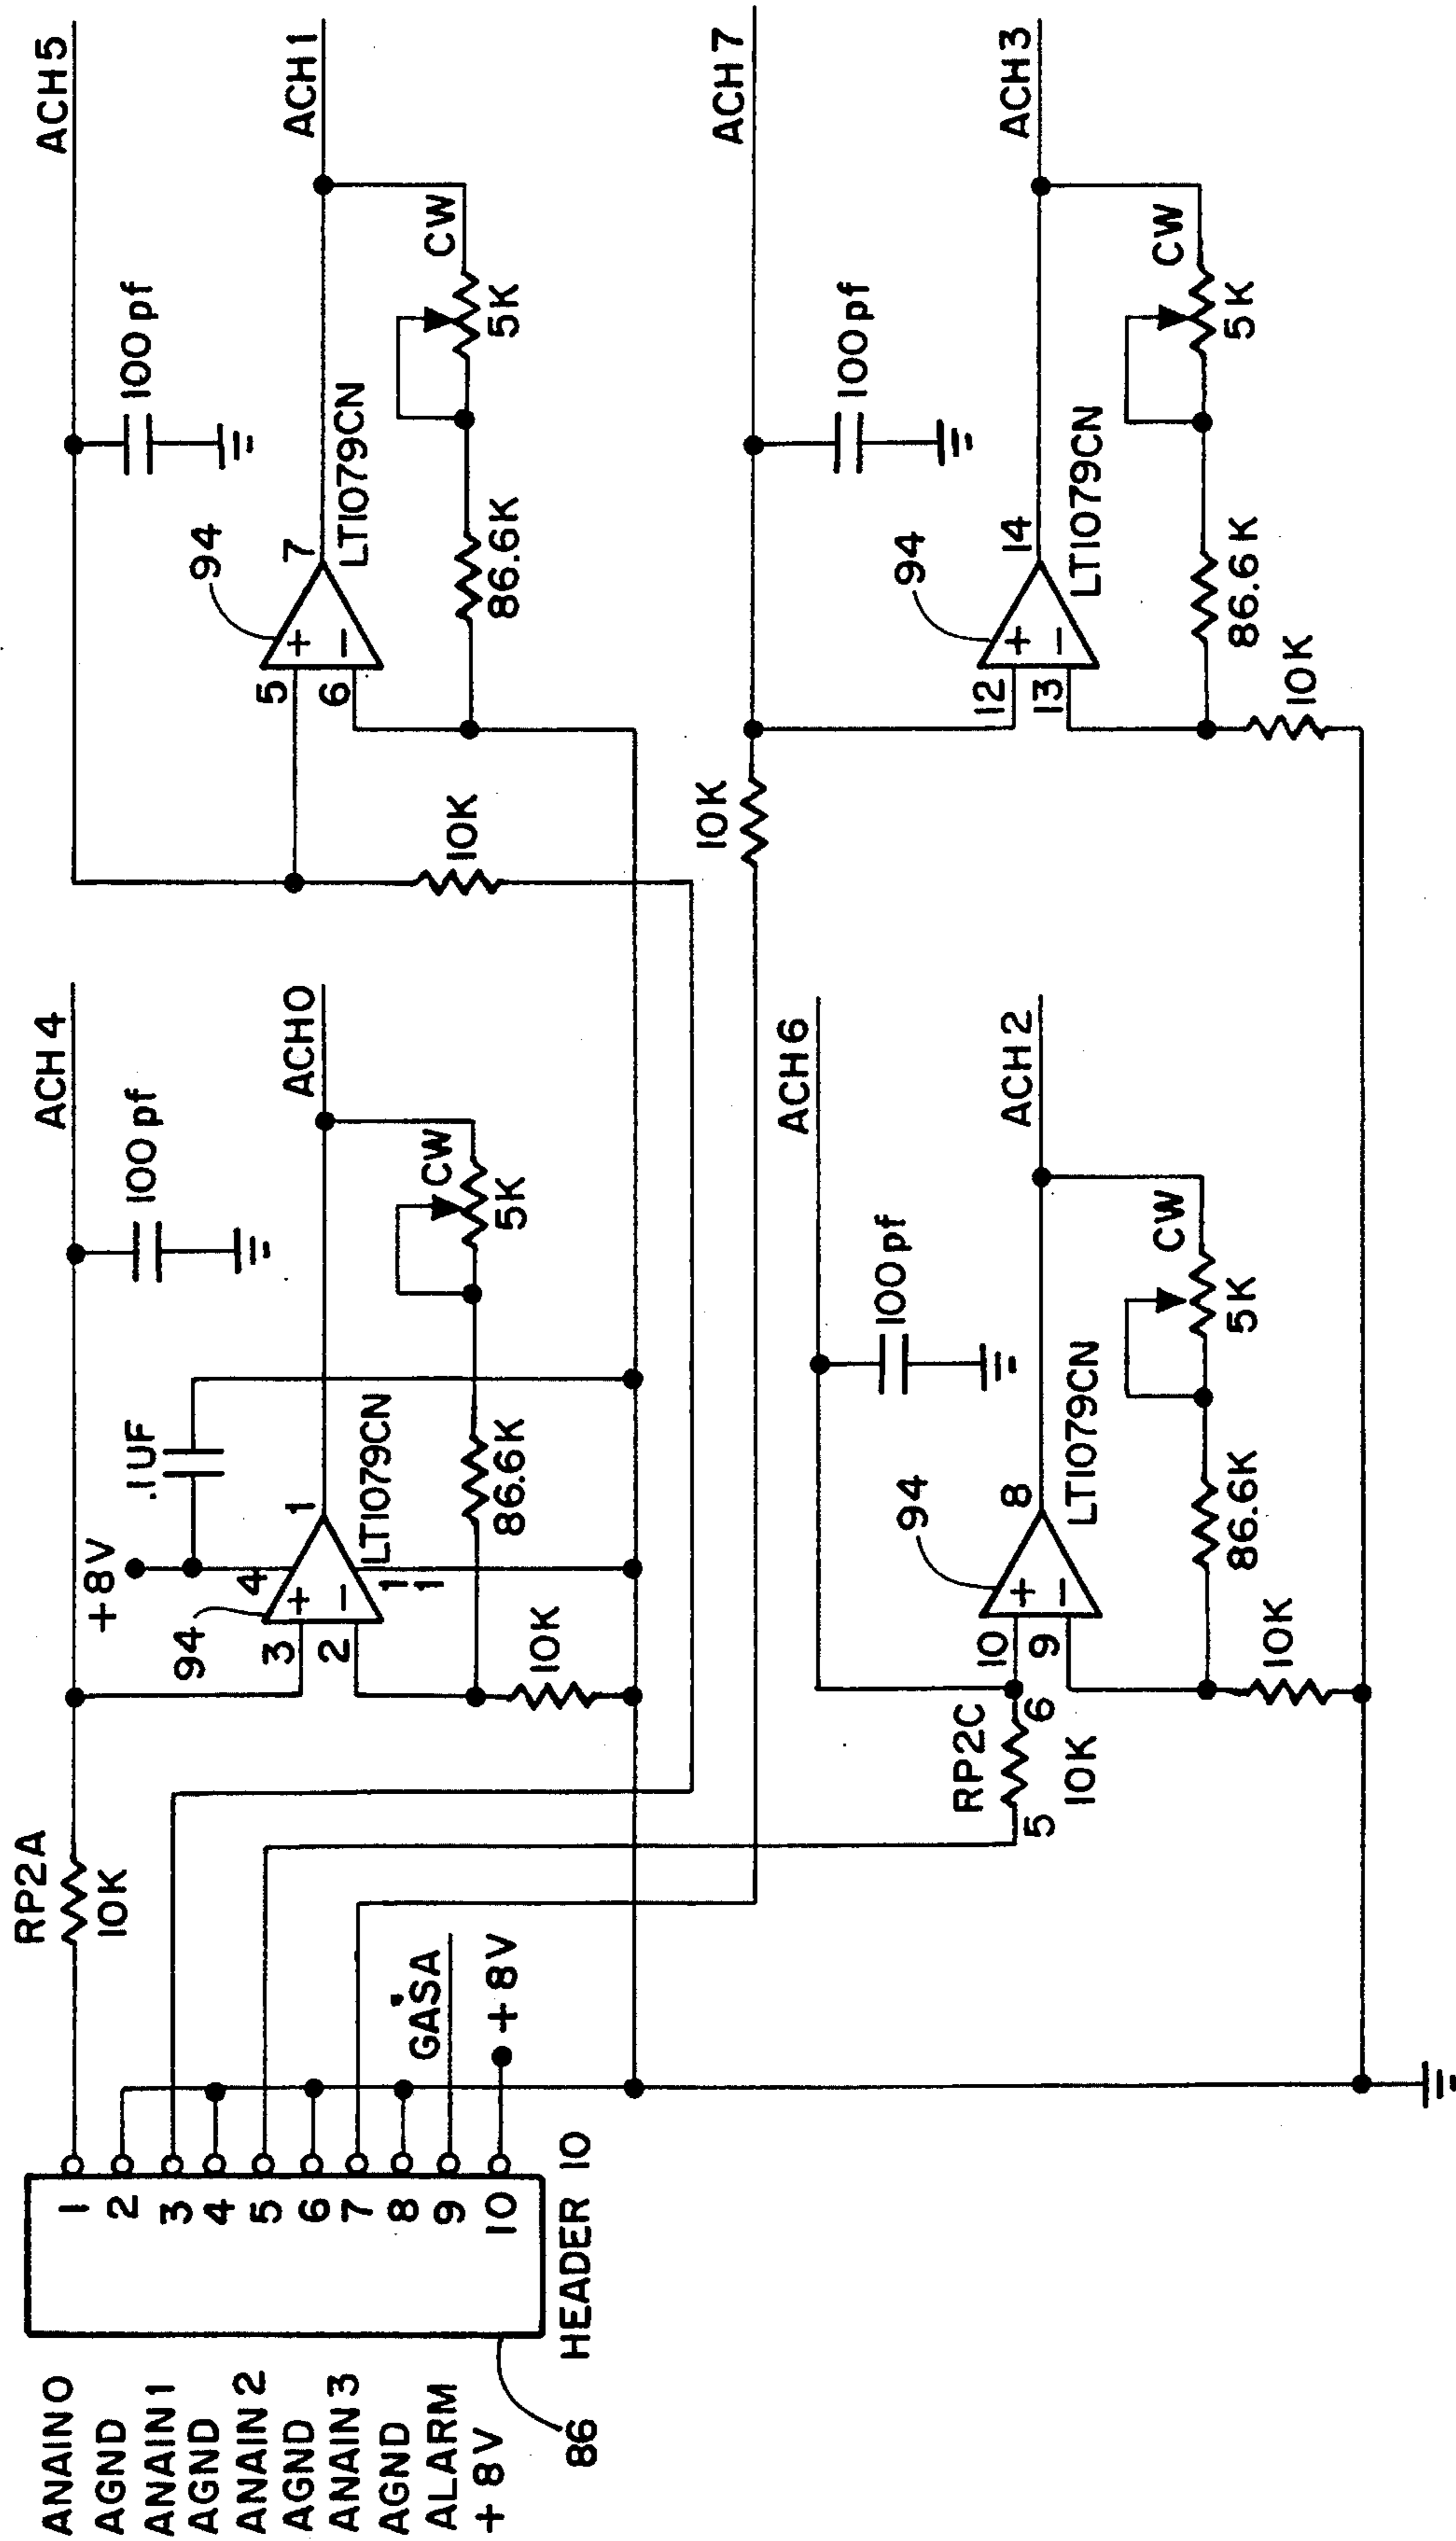 ANAIN0
AGND
ANAIN1
AGND
ANAIN2
AGND
ANAIN3
AGND
ALARM
+8V
1
2
3
4
5
6
7
8
9
10
HEADER 10
86
GASA
+8V
RP2A
10K
ACH4
100pf
+8V
.1UF
94
3
2
4
11
1
LT1079CN
ACH0
86.6K
CW
5K
10K
ACH5
100pf
10K
94
5
6
7
LT1079CN
ACH1
86.6K
CW
5K
ACH6
100pf
RP2C
5
6
10K
94
10
9
8
LT1079CN
ACH2
86.6K
CW
5K
10K
ACH7
10K
100pf
94
12
13
14
LT1079CN
ACH3
86.6K
CW
5K
10K